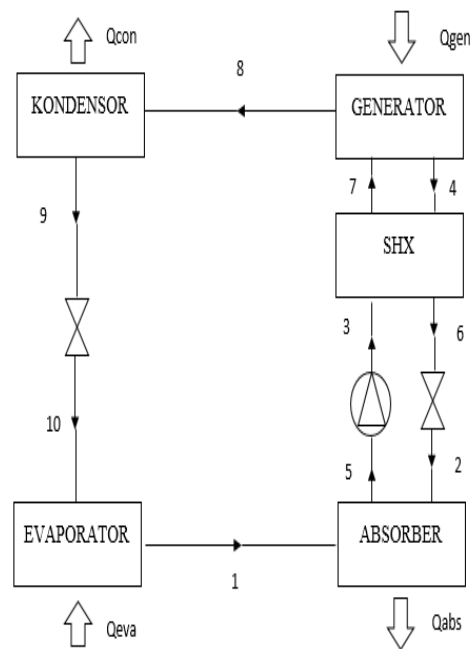 Qcon
Qgen
8
KONDENSOR
GENERATOR
9
7
4
SHX
3
6
10
5
2
EVAPORATOR
ABSORBER
1
Qeva
Qabs